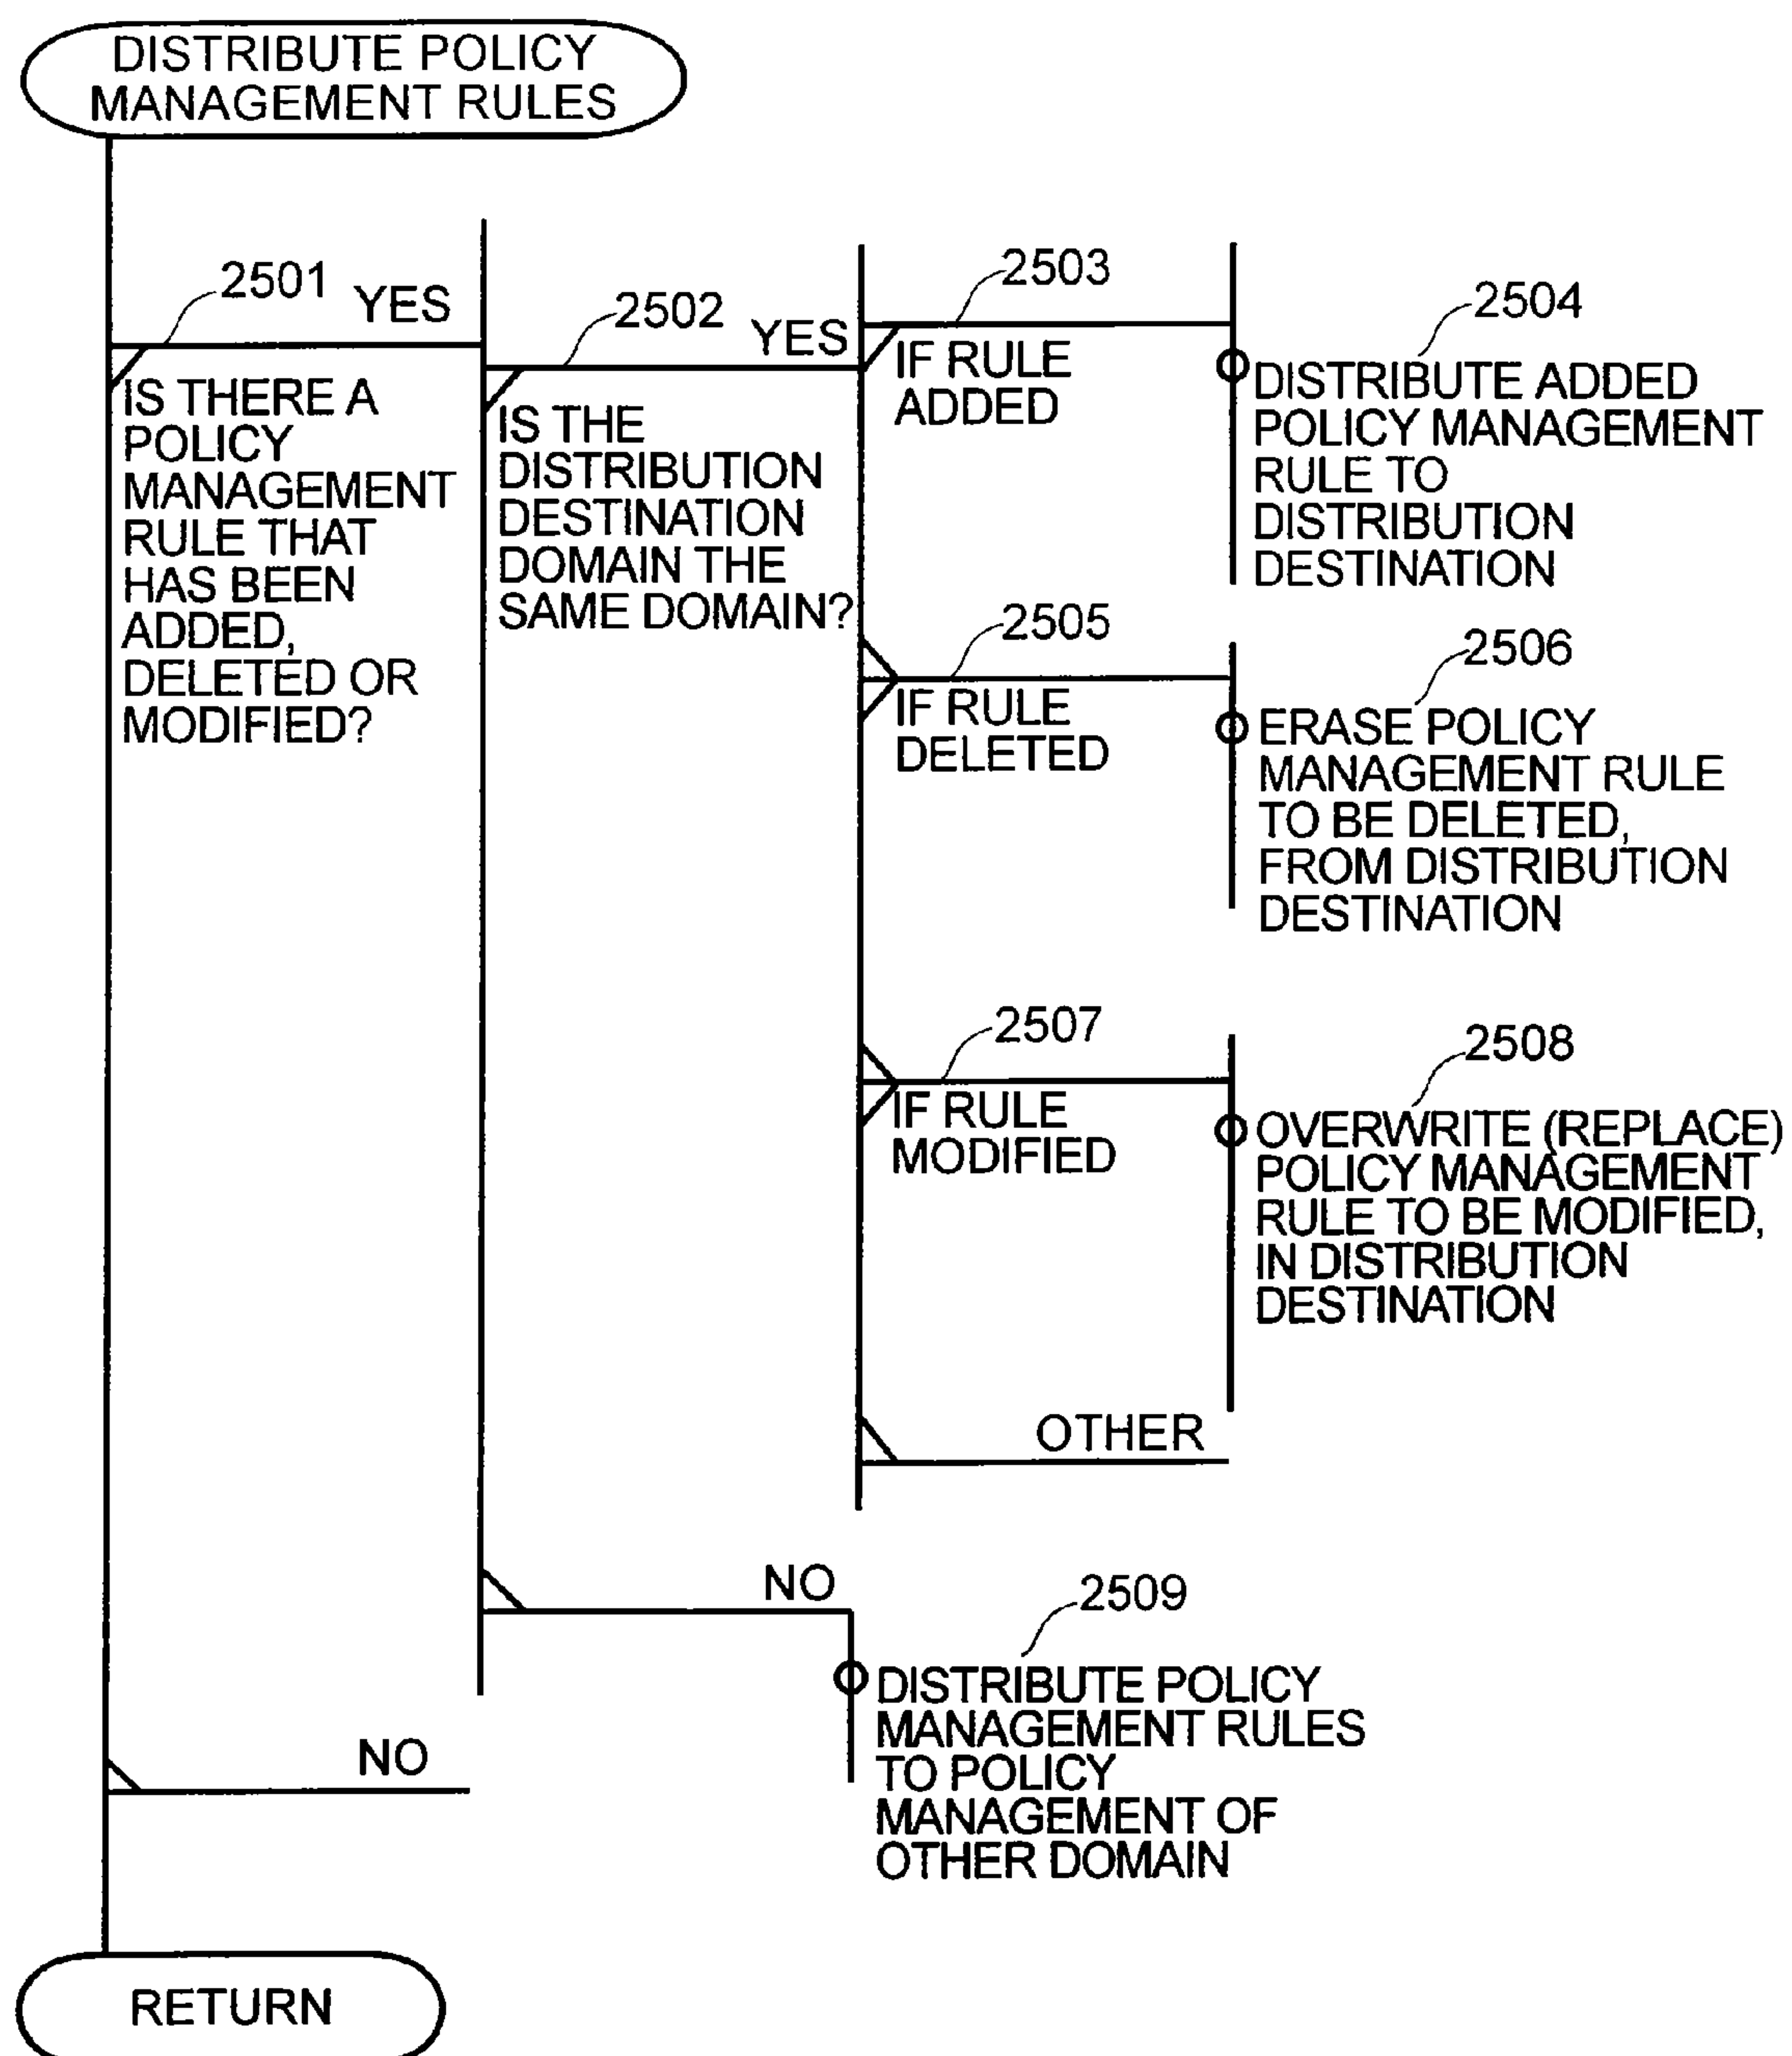 DISTRIBUTE POLICY
MANAGEMENT RULES
2501
YES
IS THERE A
POLICY
MANAGEMENT
RULE THAT
HAS BEEN
ADDED,
DELETED OR
MODIFIED?
2502
YES
IS THE
DISTRIBUTION
DESTINATION
DOMAIN THE
SAME DOMAIN?
2503
IF RULE
ADDED
2504
DISTRIBUTE ADDED
POLICY MANAGEMENT
RULE TO
DISTRIBUTION
DESTINATION
2505
IF RULE
DELETED
2506
ERASE POLICY
MANAGEMENT RULE
TO BE DELETED,
FROM DISTRIBUTION
DESTINATION
2507
IF RULE
MODIFIED
2508
OVERWRITE (REPLACE)
POLICY MANAGEMENT
RULE TO BE MODIFIED,
IN DISTRIBUTION
DESTINATION
OTHER
NO
2509
DISTRIBUTE POLICY
MANAGEMENT RULES
TO POLICY
MANAGEMENT OF
OTHER DOMAIN
NO
RETURN